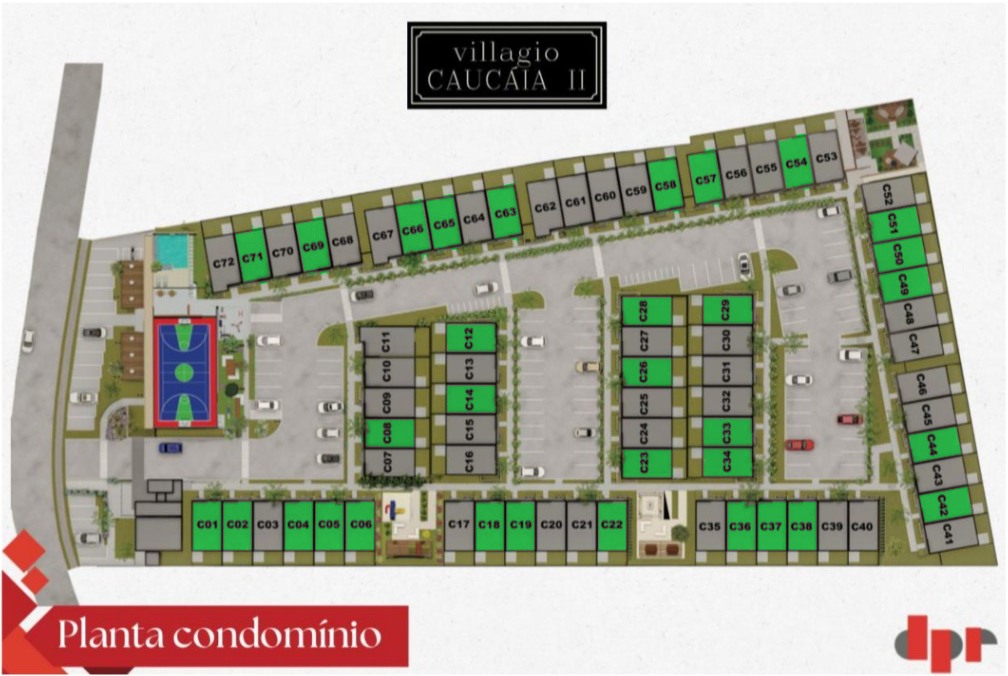 villagio
CAUCÁIA II
C72 C71 C70 C69 C68
C67 C66 C65 C64 C63
C62 C61 C60 C59 C58
C57 C56 C55 C54 C53
C52
C51
C50
C49
C48
C47
C46
C45
C44
C43
C42
C41
C11
C10
C09
C08
C07
C12
C13
C14
C15
C16
C28
C27
C26
C25
C24
C23
C29
C30
C31
C32
C33
C34
C01 C02 C03 C04 C05 C06
C17 C18 C19 C20 C21 C22
C35 C36 C37 C38 C39 C40
Planta condomínio
dpr